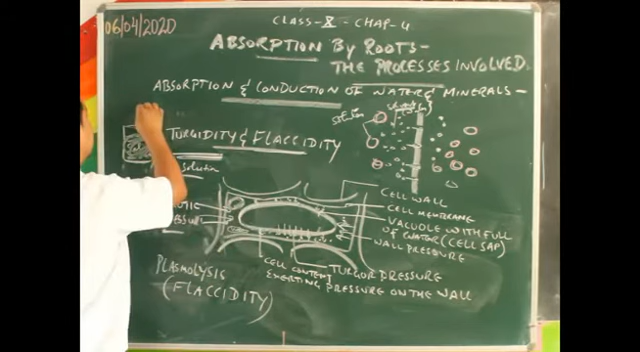 06/04/2020
CLASS-X - CHAP-4
ABSORPTION BY ROOTS-
THE PROCESSES INVOLVED.
ABSORPTION & CONDUCTION OF WATER & MINERALS-
TURGIDITY & FLACCIDITY
solution
CELL WALL
CELL MEMBRANE
VACUOLE WITH FULL
OF WATER (CELL SAP)
WALL PRESSURE
CELL CONTENT
EXERTING PRESSURE ON THE WALL
TURGOR PRESSURE
PLASMOLYSIS
(FLACCIDITY)